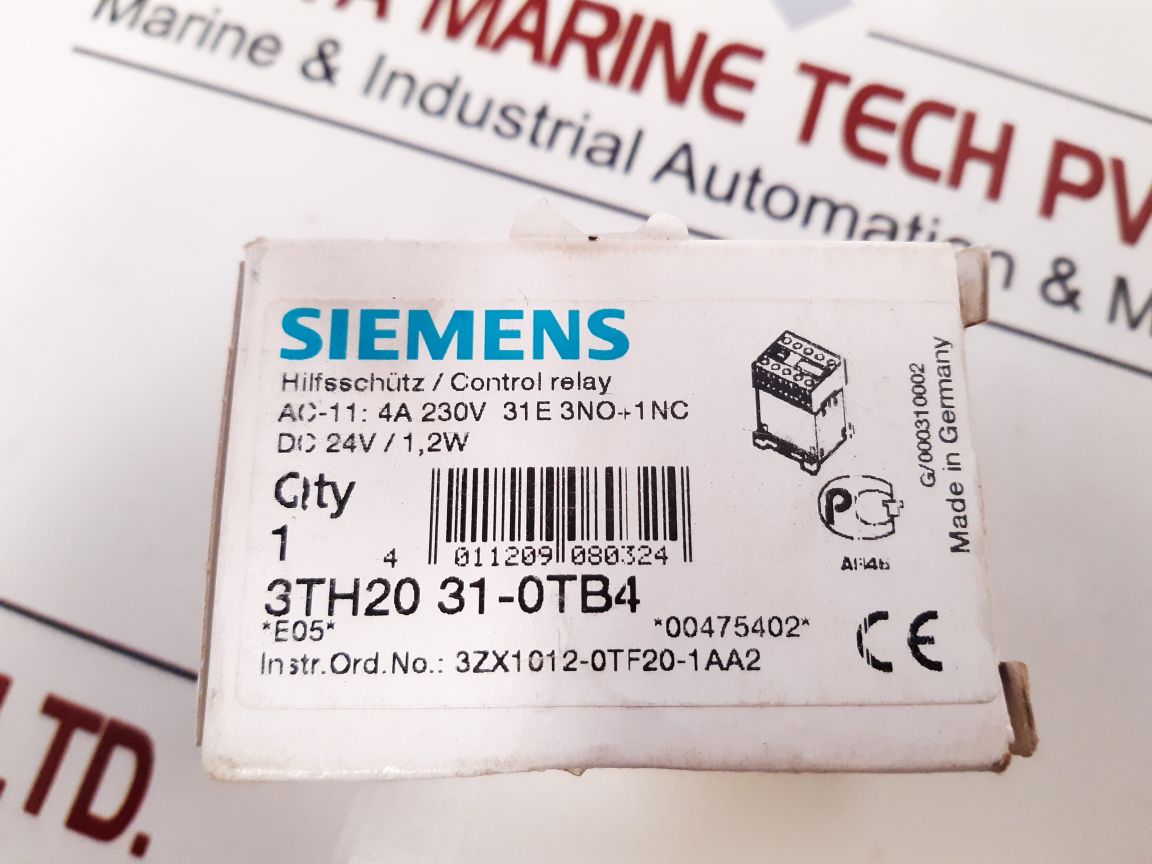 MARINE TECH
Marine & Industrial Automation &
SIEMENS
Hilfsschütz / Control relay
AC-11: 4A 230V 31E 3NO+1NC
DC 24V / 1,2W
Qty
1
4 011209 080324
3TH20 31-0TB4
*E05* *00475402*
Instr.Ord.No.: 3ZX1012-0TF20-1AA2
G/000310002
Made in Germany
CE
LTD.